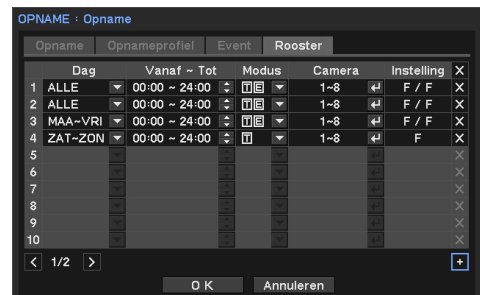 OPNAME : Opname
Opname Opnameprofiel Event Rooster
Dag Vanaf ~ Tot Modus Camera Instelling X
1 ALLE 00:00 ~ 24:00 T E 1~8 F / F X
2 ALLE 00:00 ~ 24:00 T E 1~8 F / F X
3 MAA~VRI 00:00 ~ 24:00 T E 1~8 F / F X
4 ZAT~ZON 00:00 ~ 24:00 T 1~8 F X
5 X
6 X
7 X
8 X
9 X
10 X
< 1/2 > +
O K Annuleren